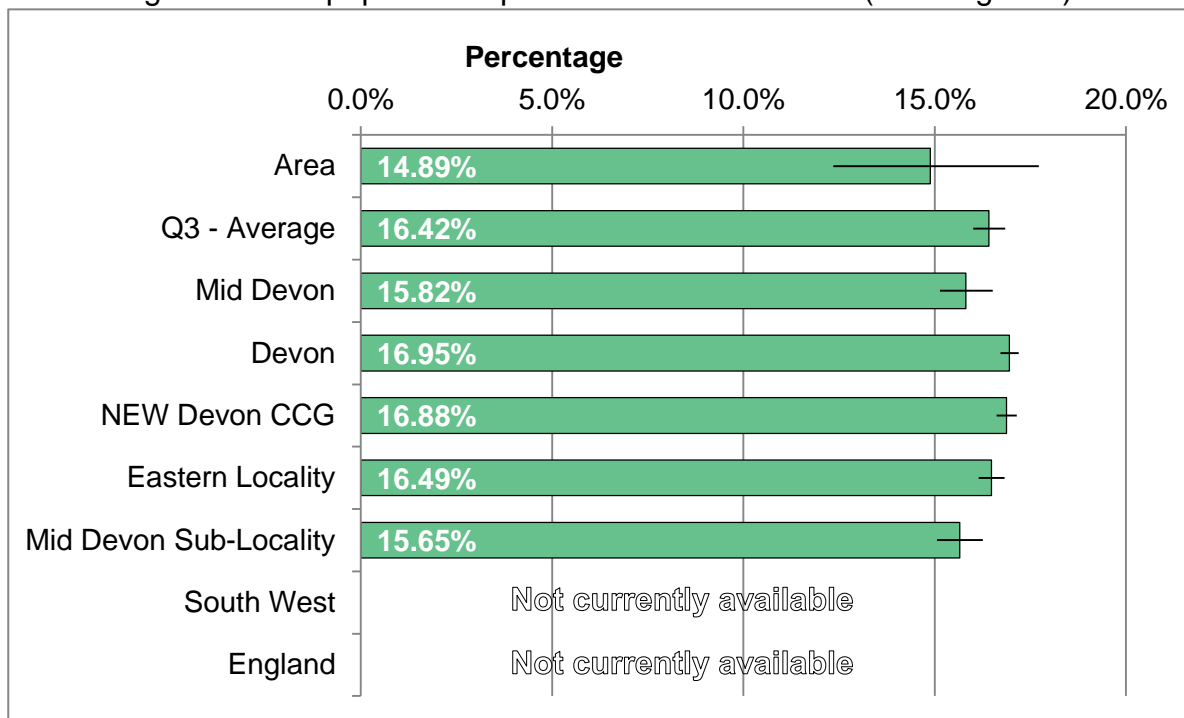 Percentage
0.0% 5.0% 10.0% 15.0% 20.0%
Area 14.89%
Q3 - Average 16.42%
Mid Devon 15.82%
Devon 16.95%
NEW Devon CCG 16.88%
Eastern Locality 16.49%
Mid Devon Sub-Locality 15.65%
South West Not currently available
England Not currently available